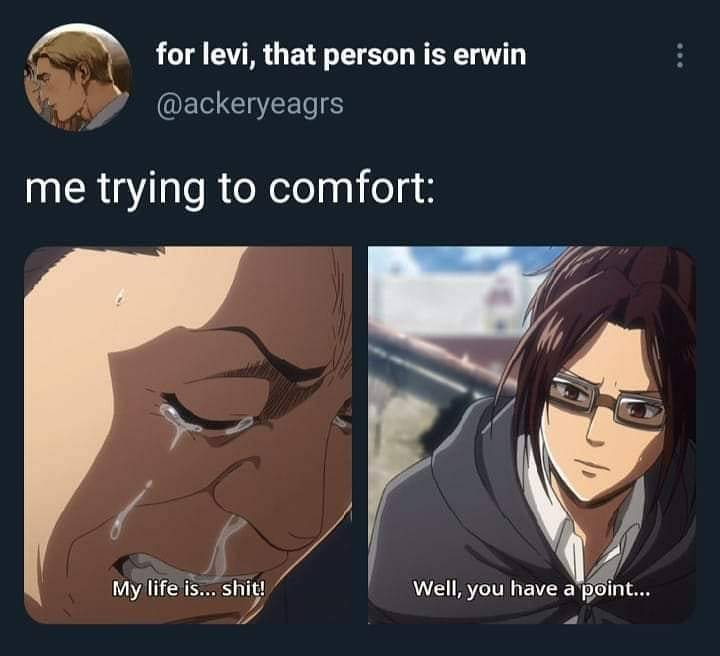 for levi, that person is erwin
@ackeryeagrs
me trying to comfort:
My life is... shit!
Well, you have a point...